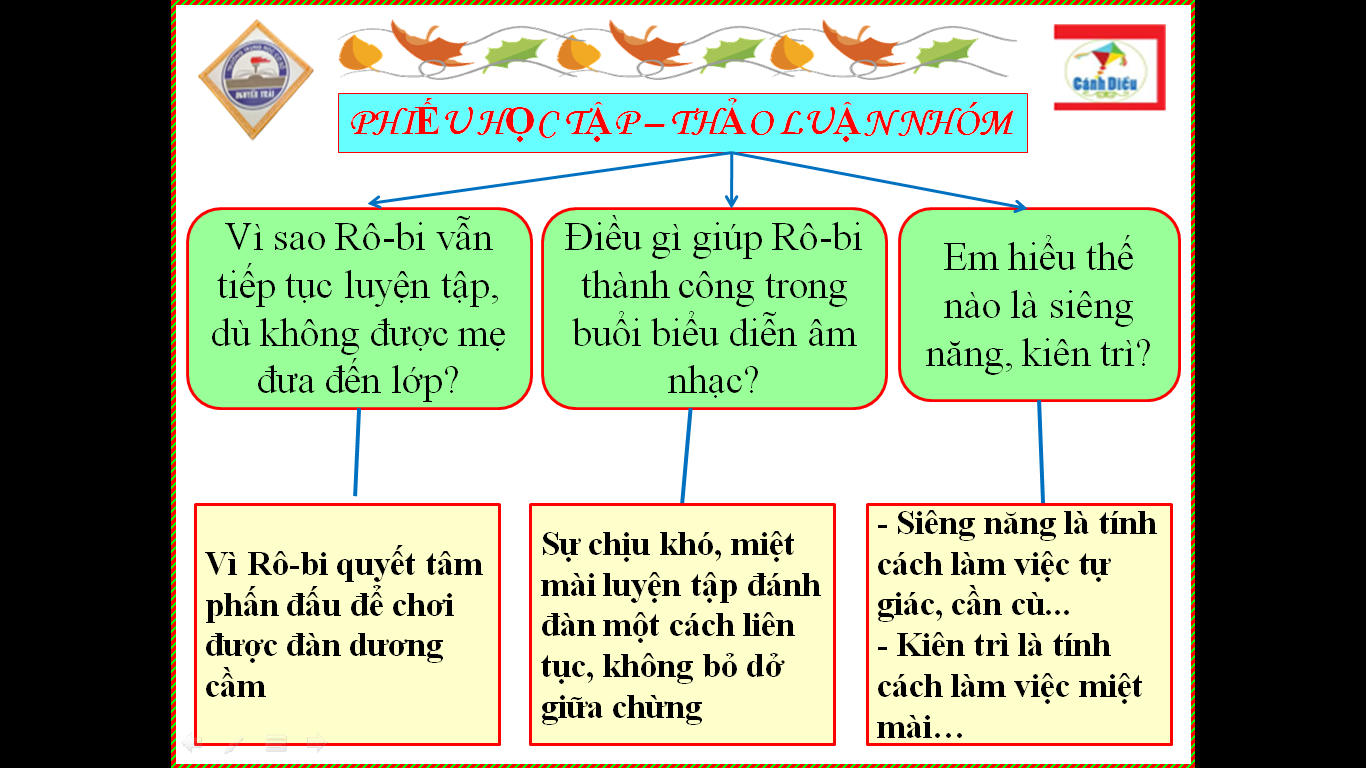 NGUYỄN TRÃI
Cánh Diều
PHIẾU HỌC TẬP – THẢO LUẬN NHÓM
Vì sao Rô-bi vẫn
tiếp tục luyện tập,
dù không được mẹ
đưa đến lớp?
Điều gì giúp Rô-bi
thành công trong
buổi biểu diễn âm
nhạc?
Em hiểu thế
nào là siêng
năng, kiên trì?
Vì Rô-bi quyết tâm
phấn đấu để chơi
được đàn dương
cầm
Sự chịu khó, miệt
mài luyện tập đánh
đàn một cách liên
tục, không bỏ dở
giữa chừng
- Siêng năng là tính
cách làm việc tự
giác, cần cù...
- Kiên trì là tính
cách làm việc miệt
mài…